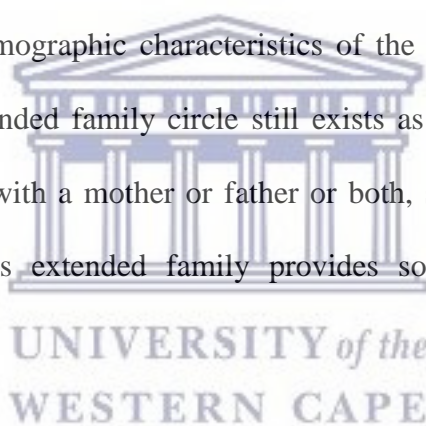 mographic characteristics of the
nded family circle still exists as
with a mother or father or both,
s extended family provides so
UNIVERSITY of the
WESTERN CAPE